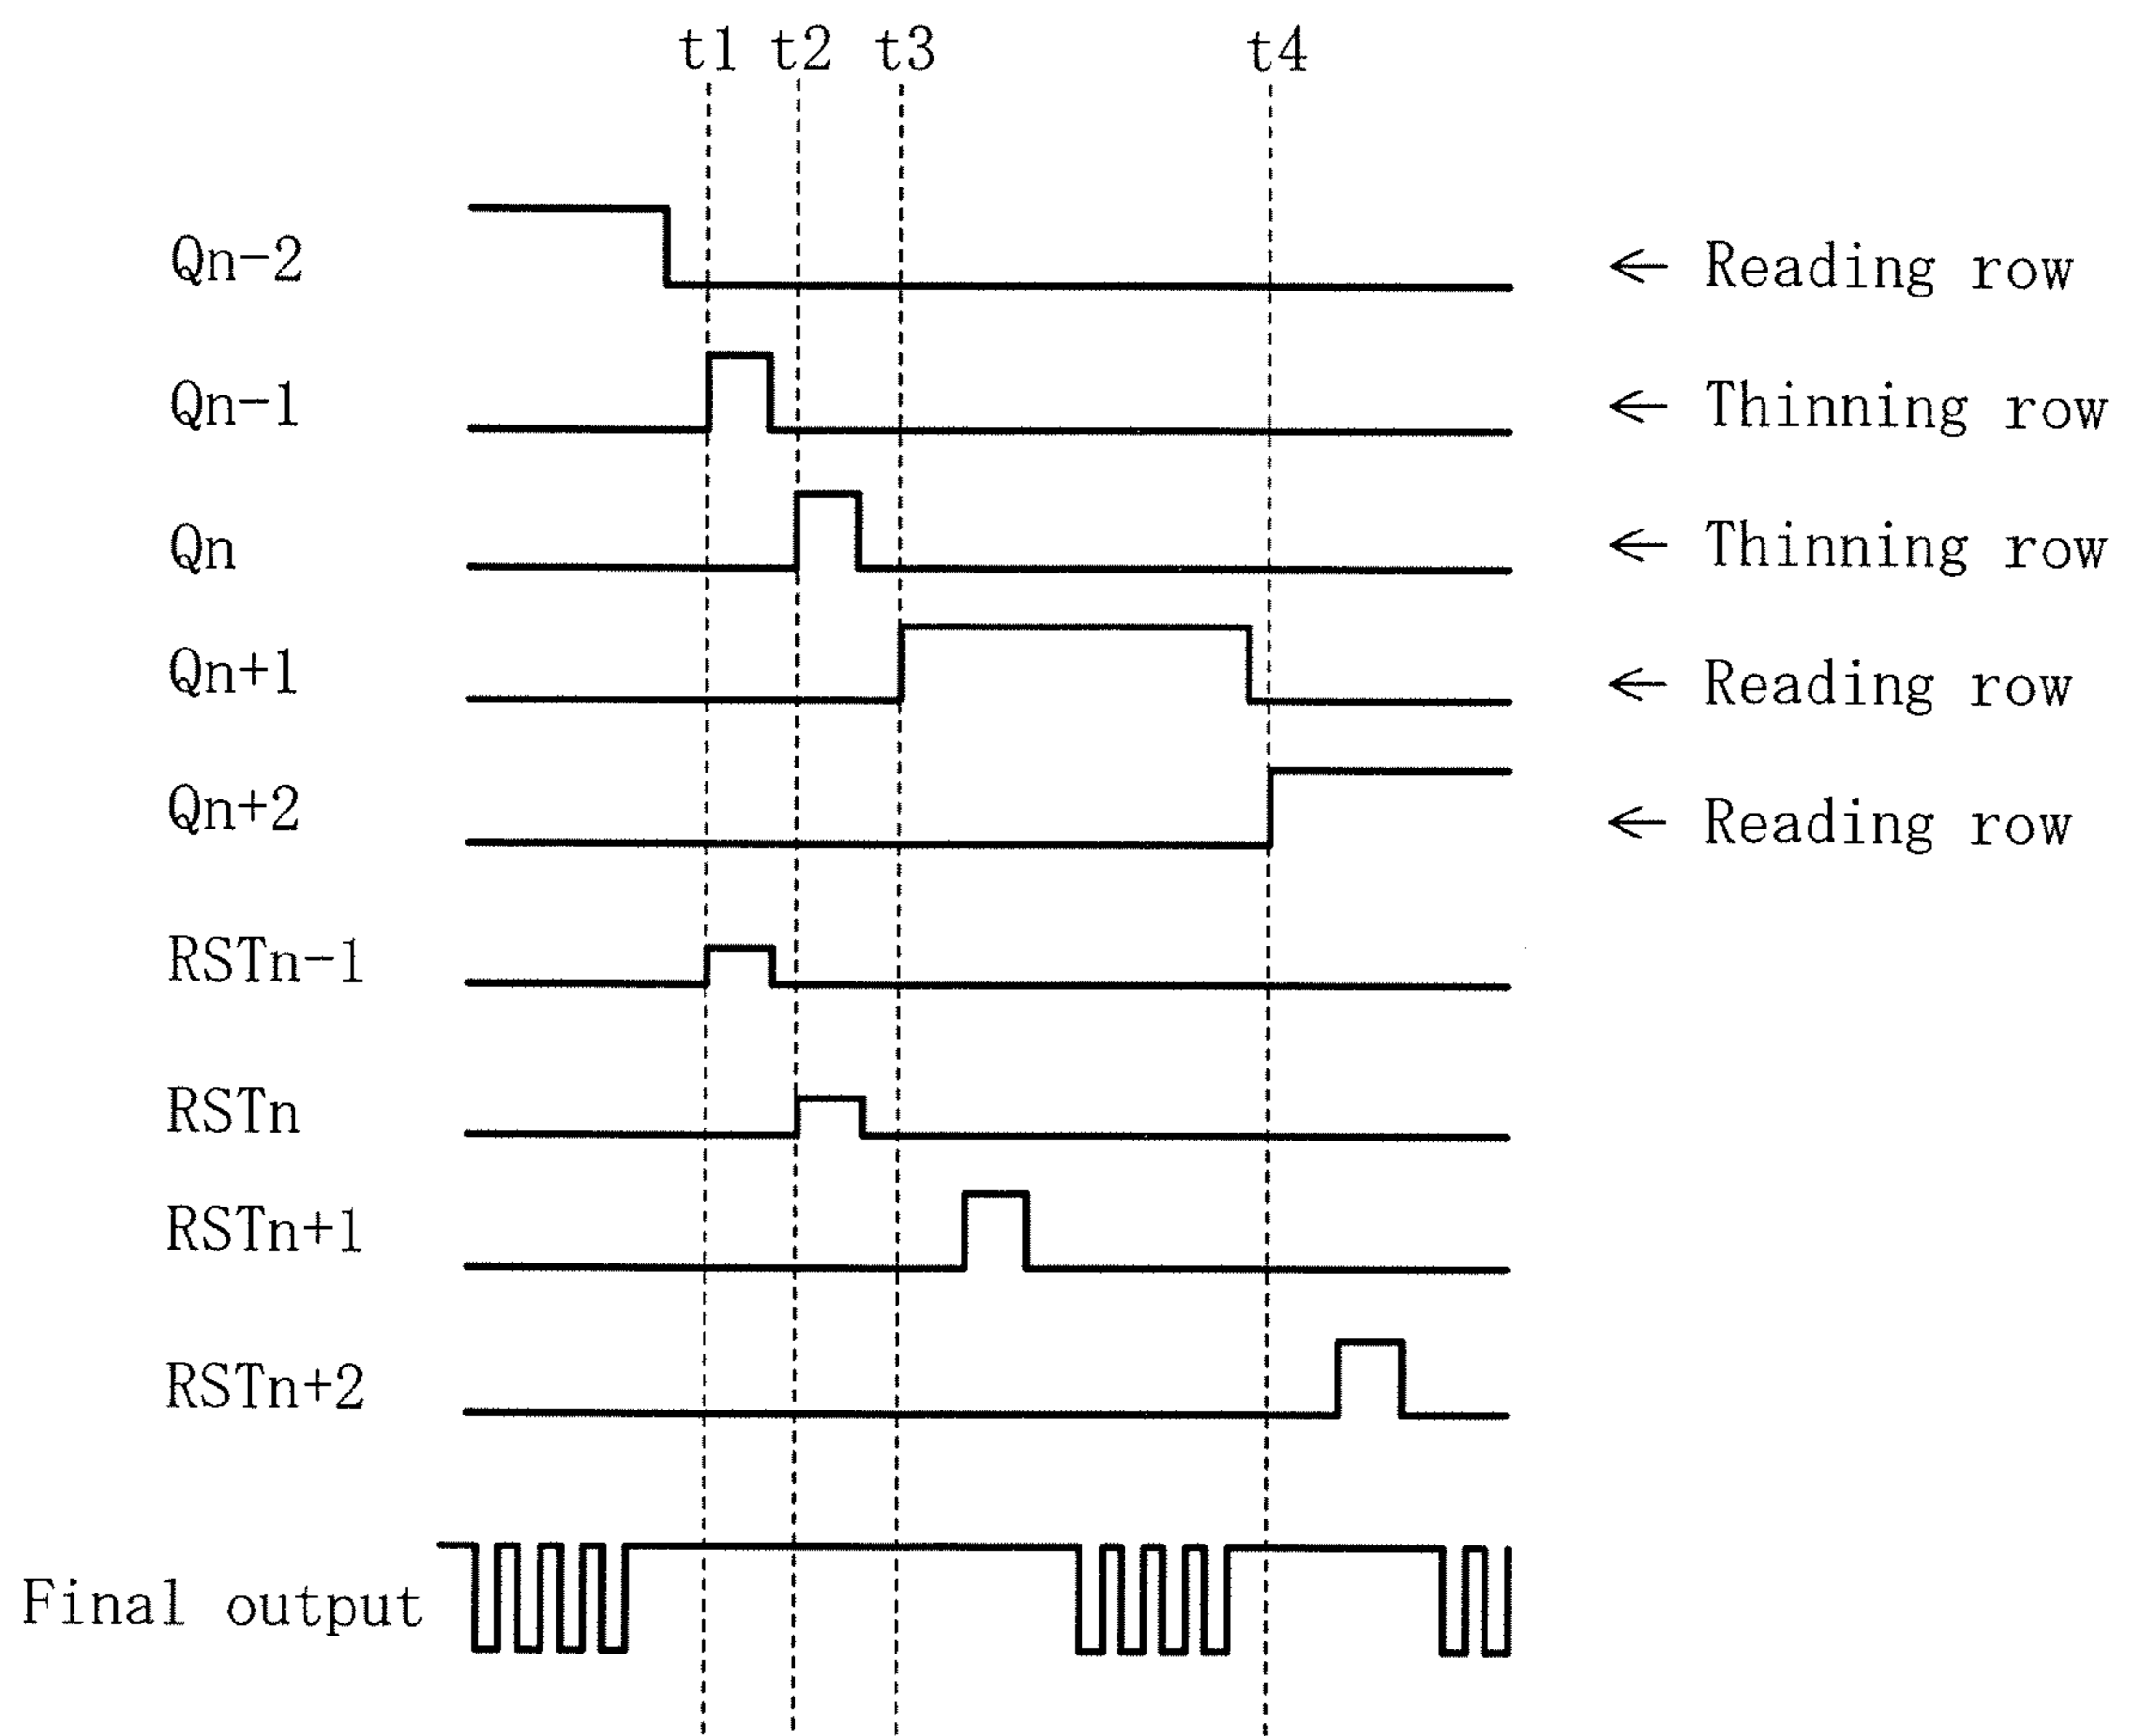 t1 t2 t3 t4
Qn-2 ← Reading row
Qn-1 ← Thinning row
Qn ← Thinning row
Qn+1 ← Reading row
Qn+2 ← Reading row
RSTn-1
RSTn
RSTn+1
RSTn+2
Final output